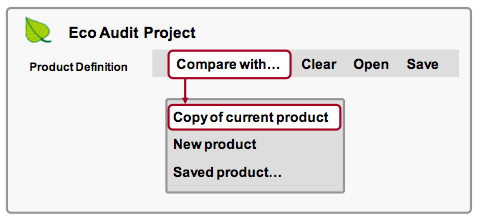 Eco Audit Project
Product Definition Compare with… Clear Open Save
Copy of current product
New product
Saved product…